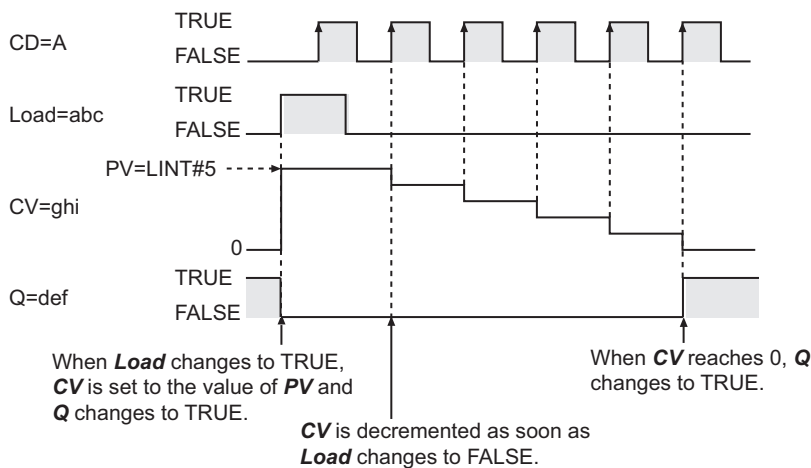 TRUE
CD=A
FALSE
TRUE
Load=abc
FALSE
PV=LINT#5
CV=ghi
0
TRUE
Q=def
FALSE
When Load changes to TRUE,
CV is set to the value of PV and
Q changes to TRUE.
CV is decremented as soon as
Load changes to FALSE.
When CV reaches 0, Q
changes to TRUE.